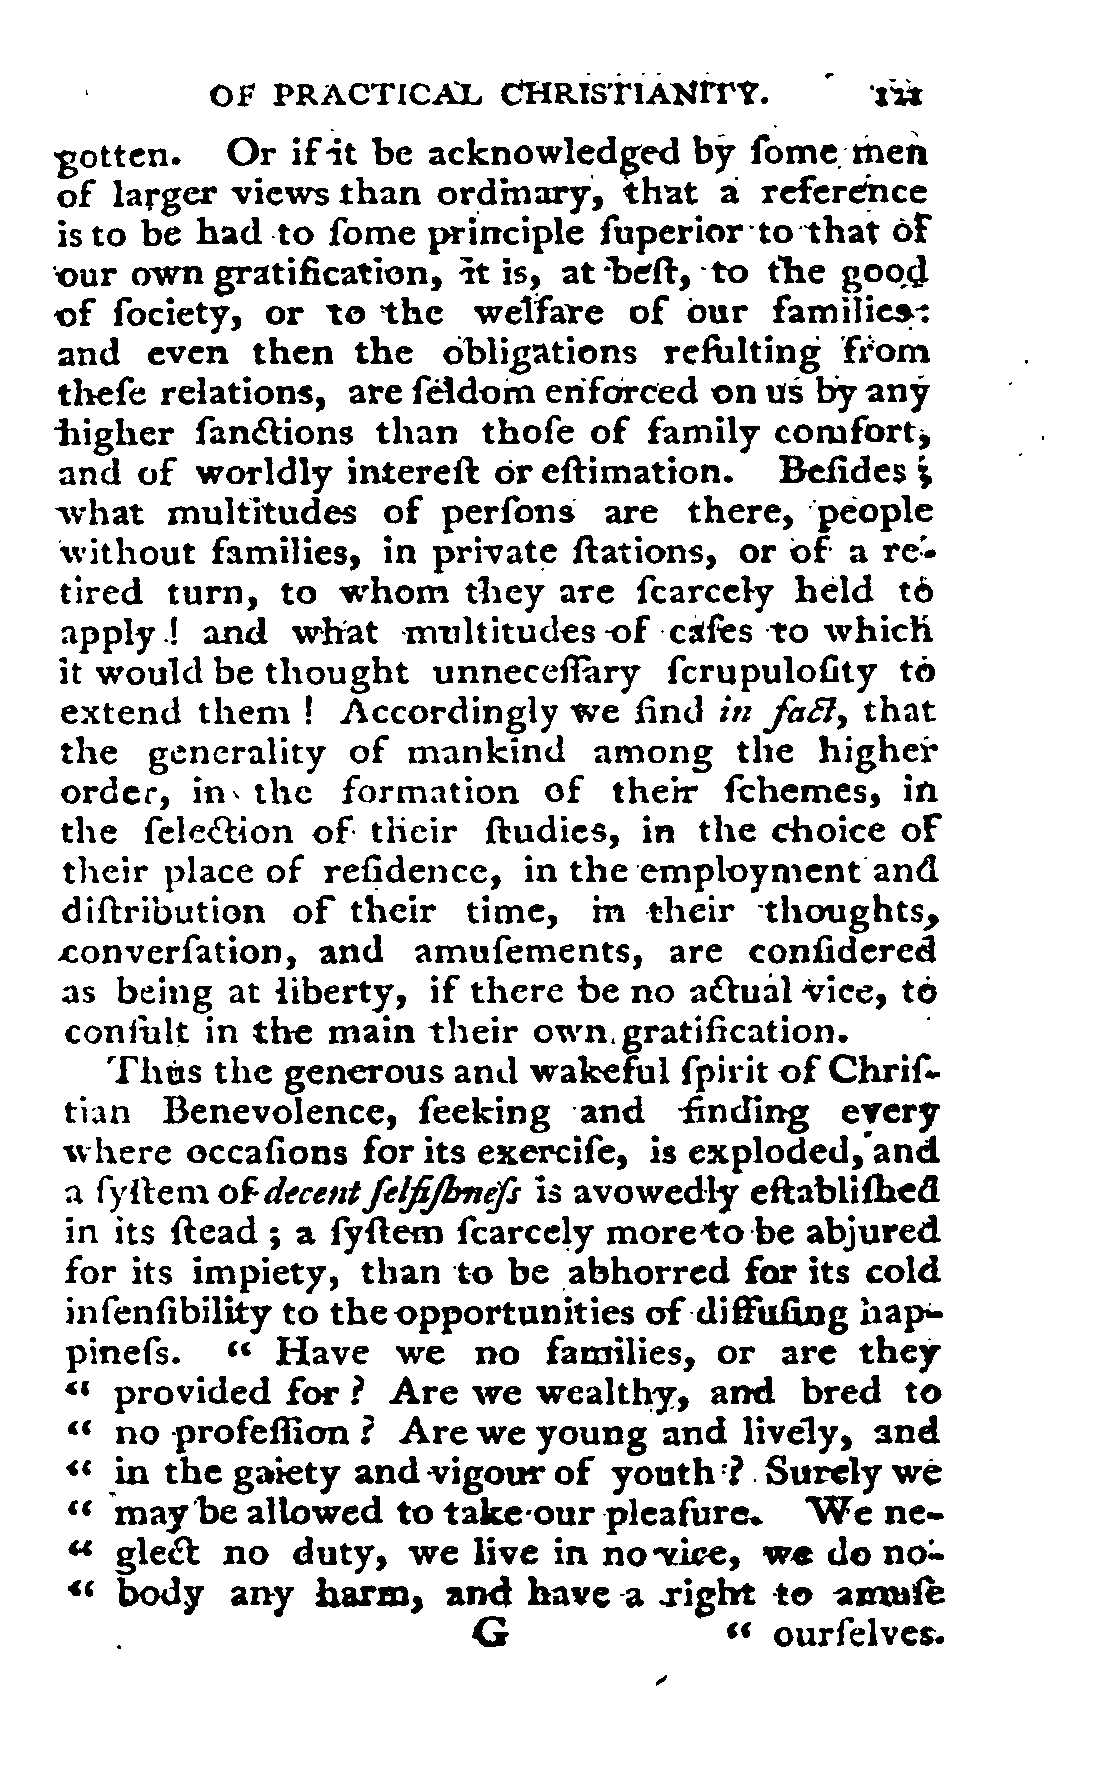 OF PRACTICAL CHRISTIANITY. 121
gotten. Or if it be acknowledged by ſome men
of larger views than ordinary, that a reference
is to be had to ſome principle ſuperior to that of
our own gratification, it is, at beſt, to the good
of ſociety, or to the welfare of our families:
and even then the obligations reſulting from
theſe relations, are ſeldom enforced on us by any
higher ſanctions than thoſe of family comfort,
and of worldly intereſt or eſtimation. Beſides;
what multitudes of perſons are there, people
without families, in private ſtations, or of a re-
tired turn, to whom they are ſcarcely held to
apply! and what multitudes of caſes to which
it would be thought unneceſſary ſcrupuloſity to
extend them! Accordingly we find in fact, that
the generality of mankind among the higher
order, in the formation of their ſchemes, in
the ſelection of their ſtudies, in the choice of
their place of reſidence, in the employment and
diſtribution of their time, in their thoughts,
converſation, and amuſements, are conſidered
as being at liberty, if there be no actual vice, to
conſult in the main their own gratification.
Thus the generous and wakeful ſpirit of Chriſ-
tian Benevolence, ſeeking and finding every
where occaſions for its exerciſe, is exploded, and
a ſyſtem of decent ſelfiſhneſs is avowedly eſtabliſhed
in its ſtead; a ſyſtem ſcarcely more to be abjured
for its impiety, than to be abhorred for its cold
inſenſibility to the opportunities of diffuſing hap-
pineſs. “ Have we no families, or are they
“ provided for? Are we wealthy, and bred to
“ no profeſſion? Are we young and lively, and
“ in the gaiety and vigour of youth? Surely we
“ may be allowed to take our pleaſure. We ne-
“ glect no duty, we live in no vice, we do no-
“ body any harm, and have a right to amuſe
G “ ourſelves.